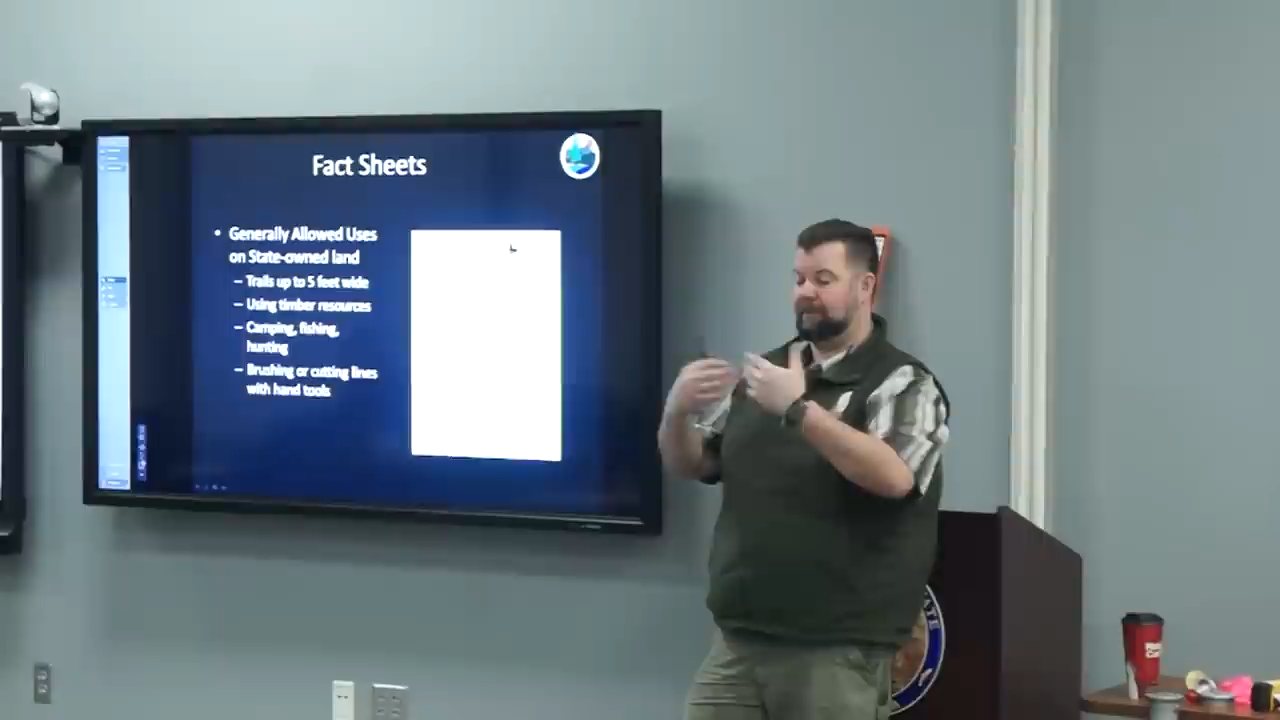 Fact Sheets
• Generally Allowed Uses
on State-owned land
– Trails up to 5 feet wide
– Using timber resources
– Camping, fishing,
hunting
– Brushing or cutting lines
with hand tools
ATE